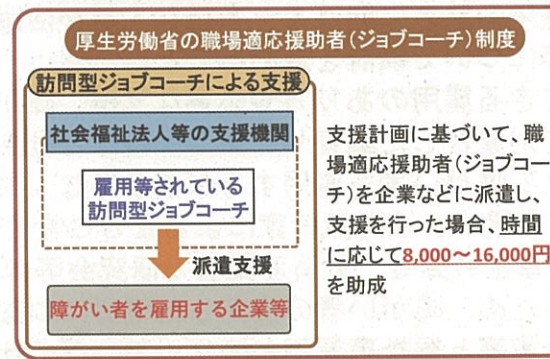 厚生労働省の職場適応援助者(ジョブコーチ)制度
訪問型ジョブコーチによる支援
社会福祉法人等の支援機関
雇用等されている
訪問型ジョブコーチ
派遣支援
障がい者を雇用する企業等
支援計画に基づいて、職
場適応援助者(ジョブコー
チ)を企業などに派遣し、
支援を行った場合、時間
に応じて8,000〜16,000円
を助成